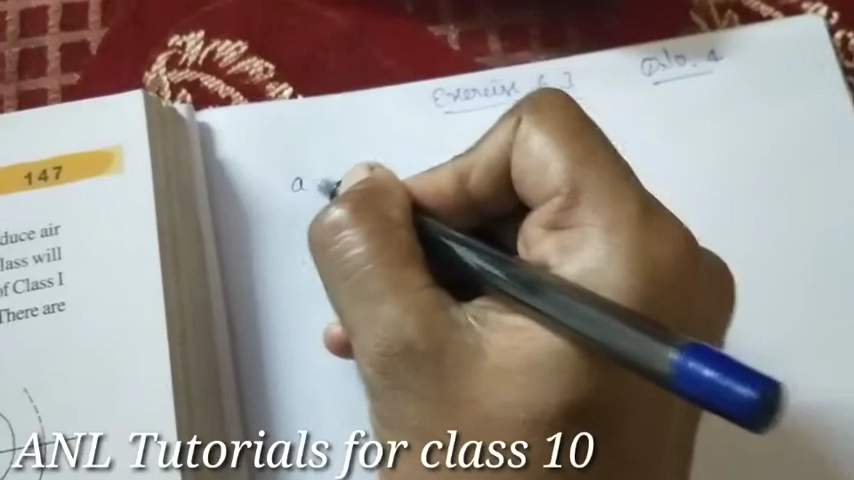 147
duce air
lass will
of Class I
There are
Exercise 6.3
Q.No. 4
a
ANL Tutorials for class 10